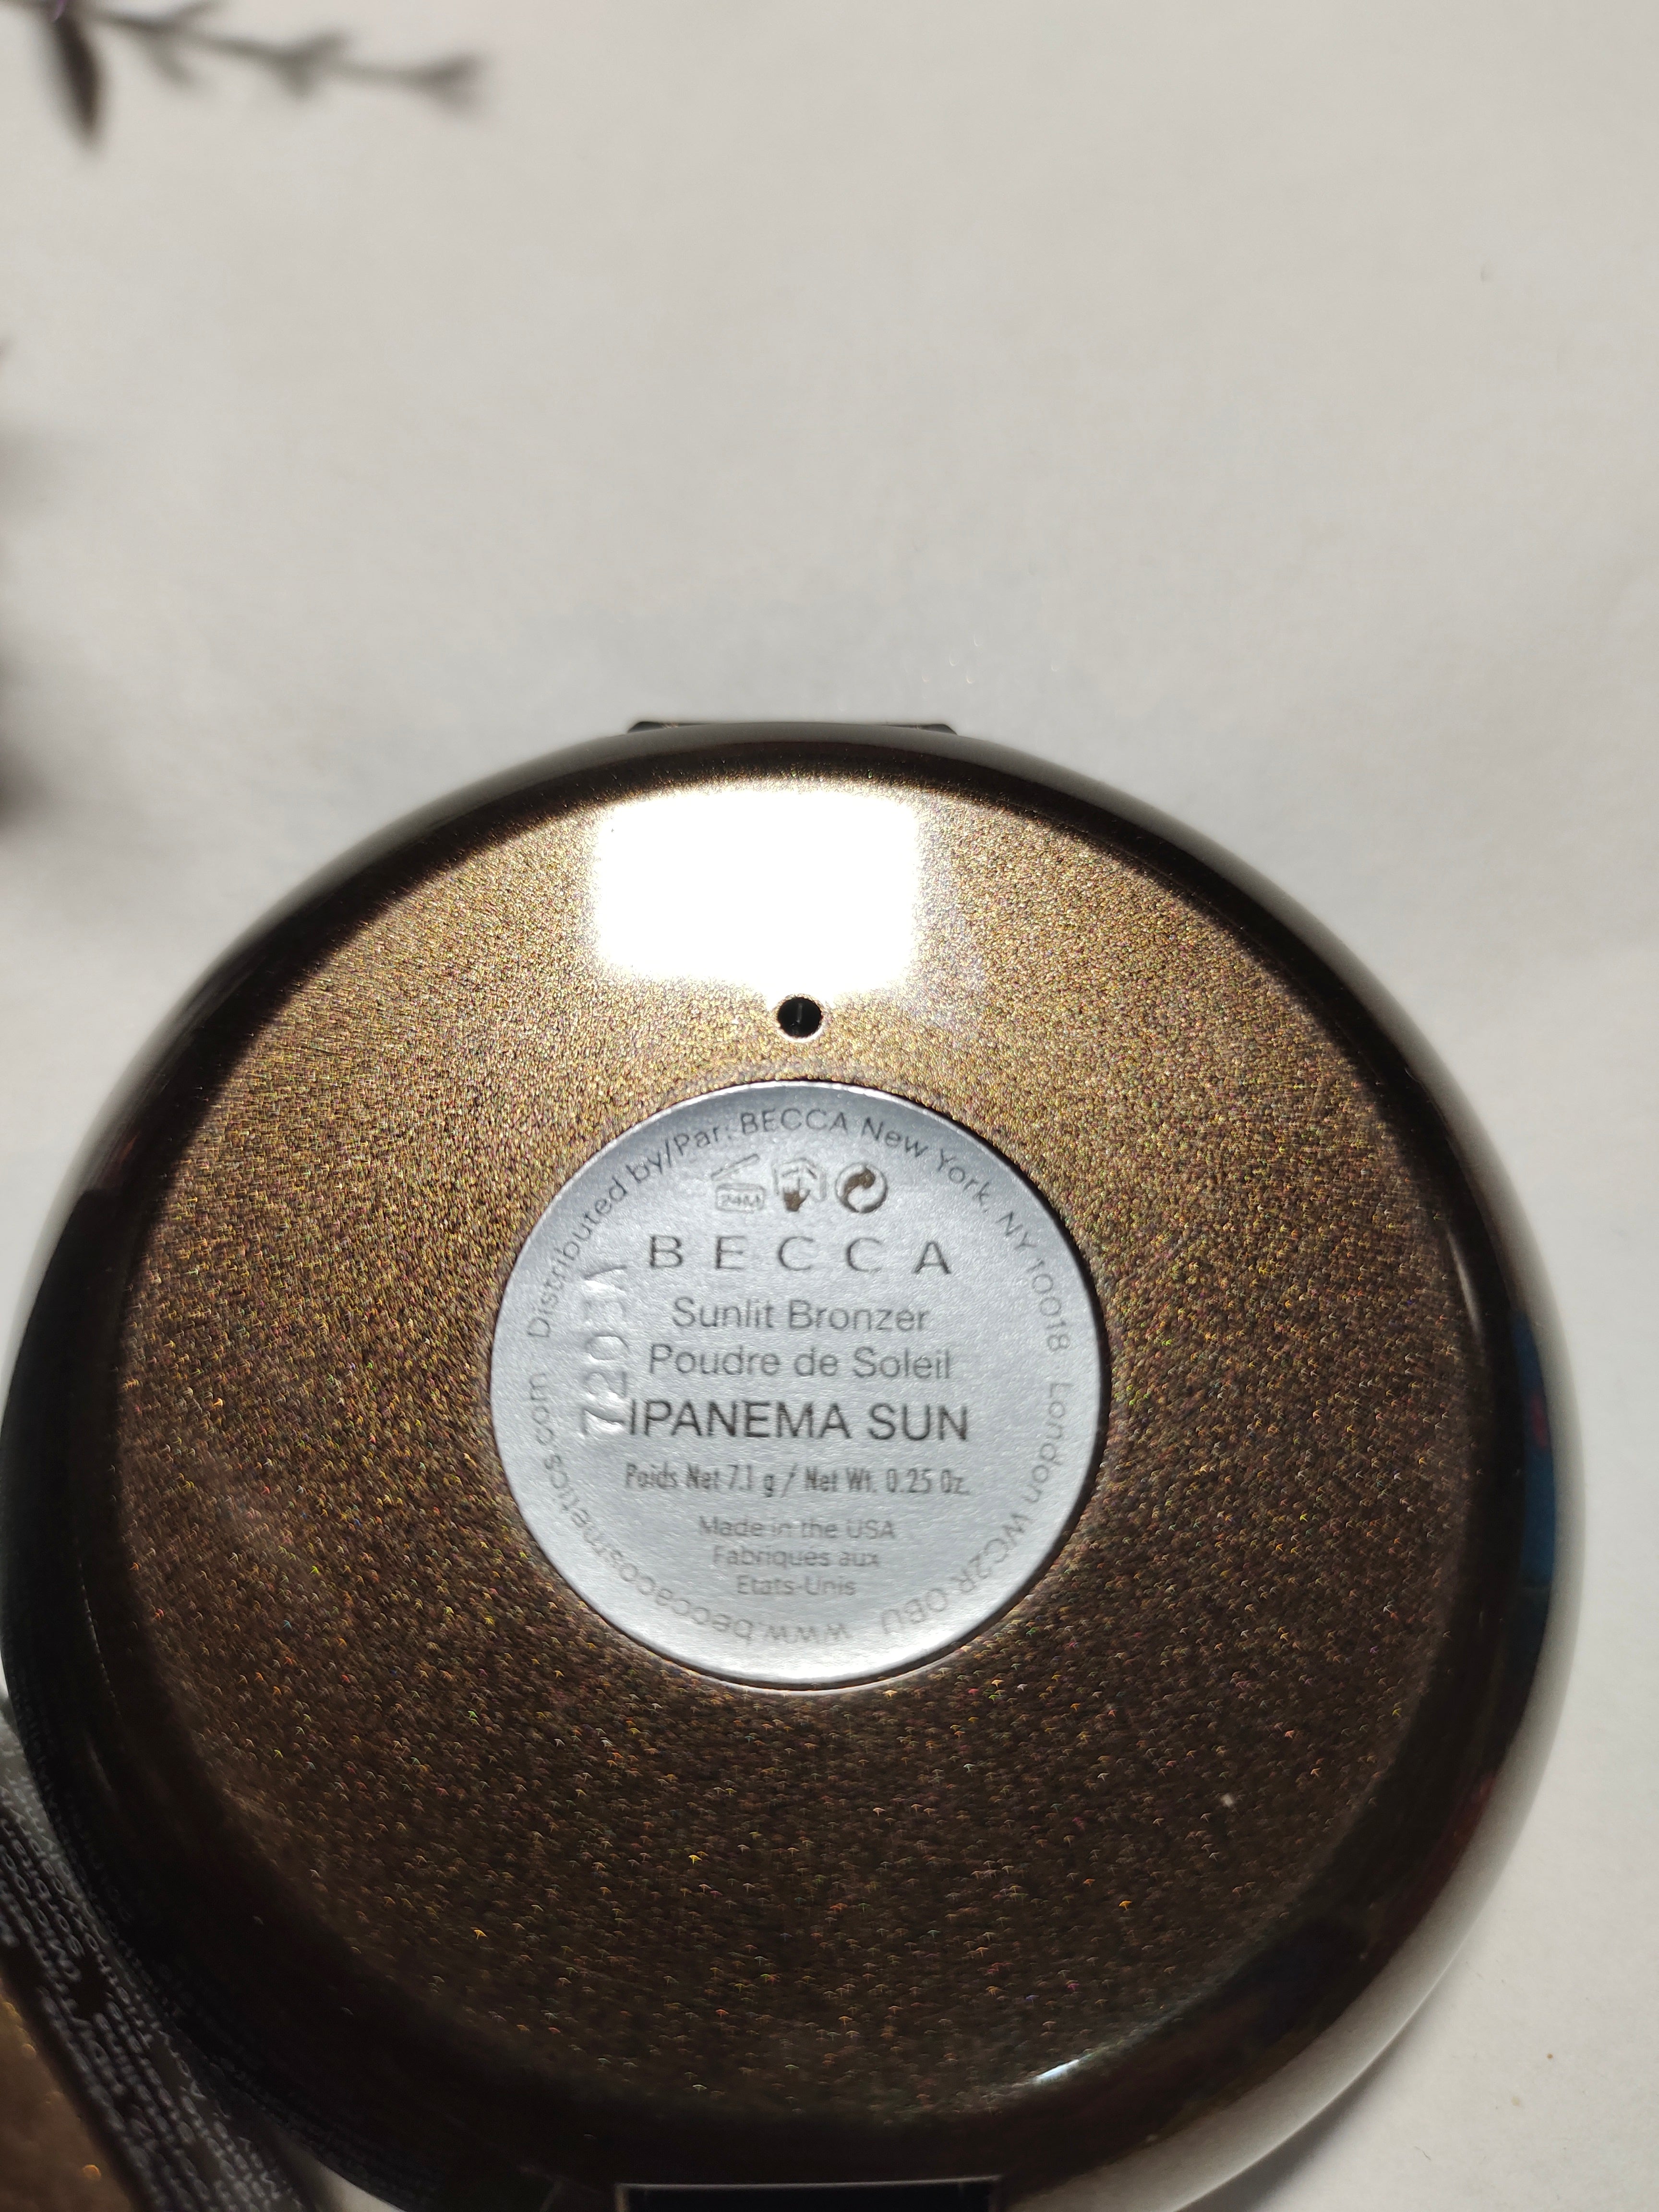 Distributed by/Par: BECCA New York, NY 10018 London WC2R 0BU www.beccacosmetics.com
24M
BECCA
Sunlit Bronzer
Poudre de Soleil
IPANEMA SUN
Poids Net 7.1 g / Net Wt. 0.25 Oz.
Made in the USA
Fabriques aux
Etats-Unis